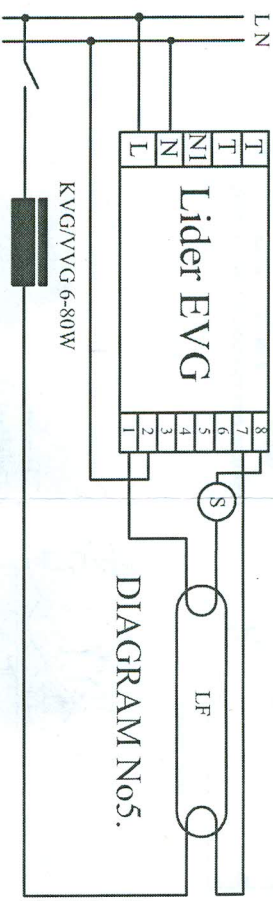 L
N
T
T
N1
N
L
Lider EVG
8
7
6
5
4
3
2
1
S
LF
KVG/VVG 6-80W
DIAGRAM No5.